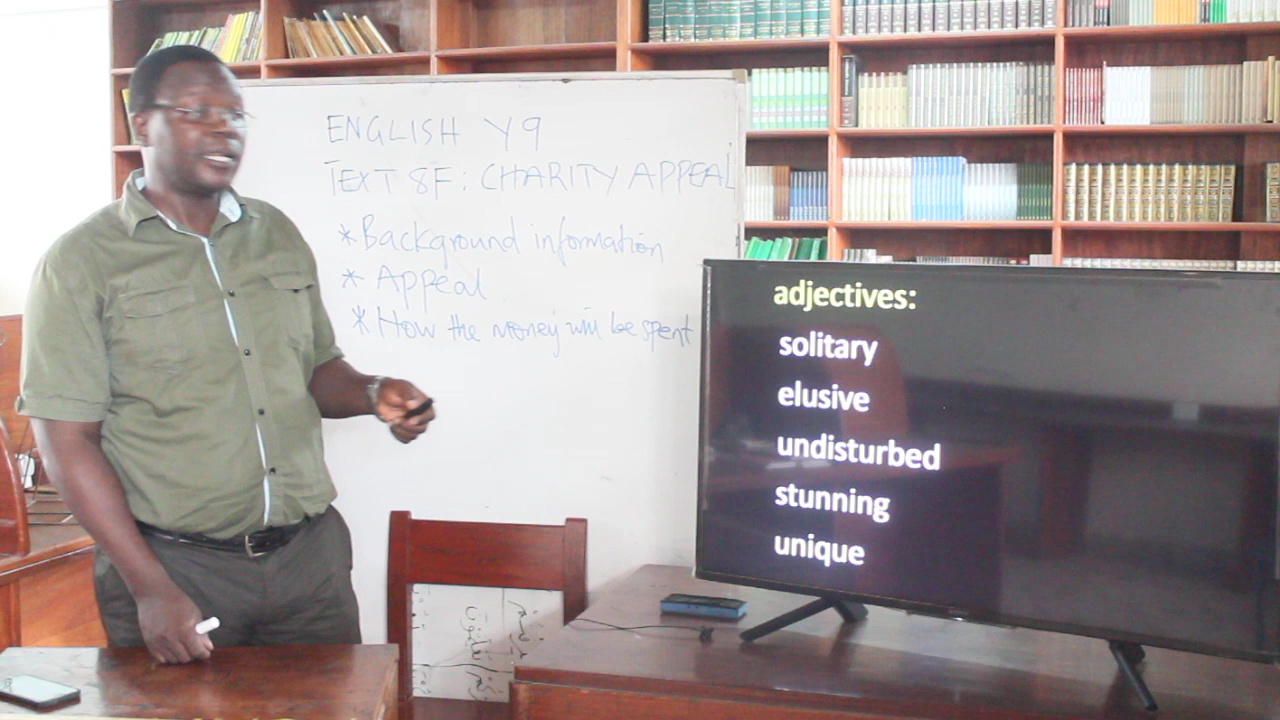 ENGLISH Y9
TEXT 8F: CHARITY APPEAL
*Background information
* Appeal
* How the money will be spent
adjectives:
solitary
elusive
undisturbed
stunning
unique